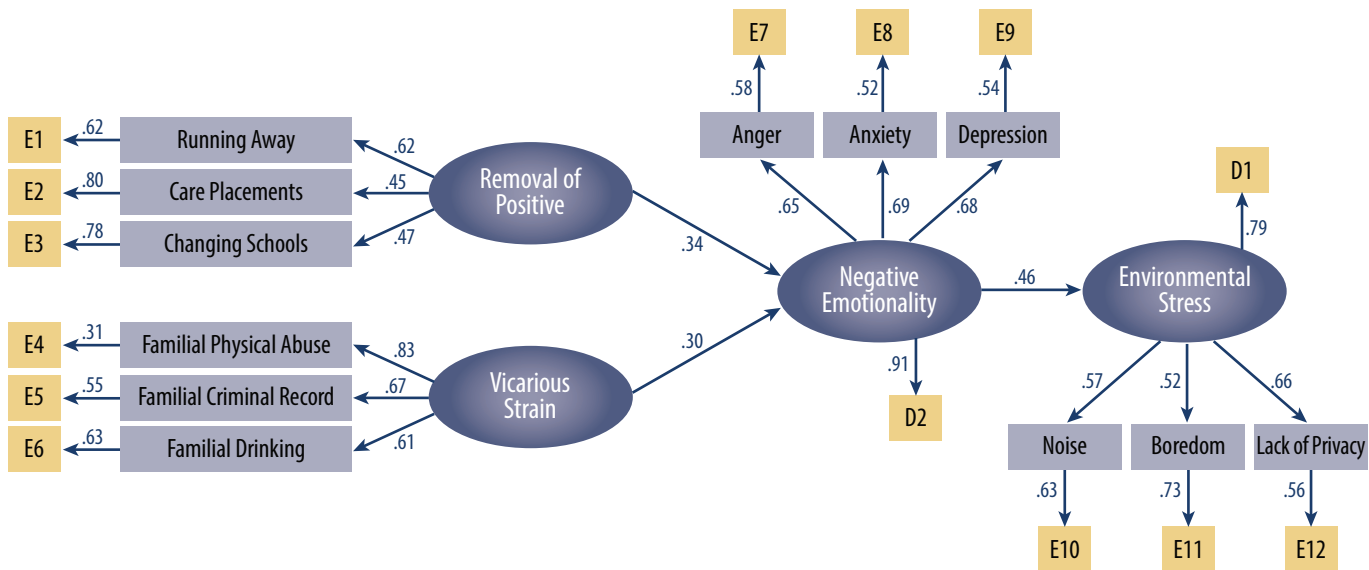 E7
E8
E9
.58
.52
.54
Anger
Anxiety
Depression
E1
.62
Running Away
.62
E2
.80
Care Placements
.45
E3
.78
Changing Schools
.47
Removal of
Positive
.65
.69
.68
D1
.79
.34
Negative
Emotionality
.46
Environmental
Stress
E4
.31
Familial Physical Abuse
.83
E5
.55
Familial Criminal Record
.67
E6
.63
Familial Drinking
.61
Vicarious
Strain
.30
.91
D2
.57
.52
.66
Noise
Boredom
Lack of Privacy
.63
.73
.56
E10
E11
E12